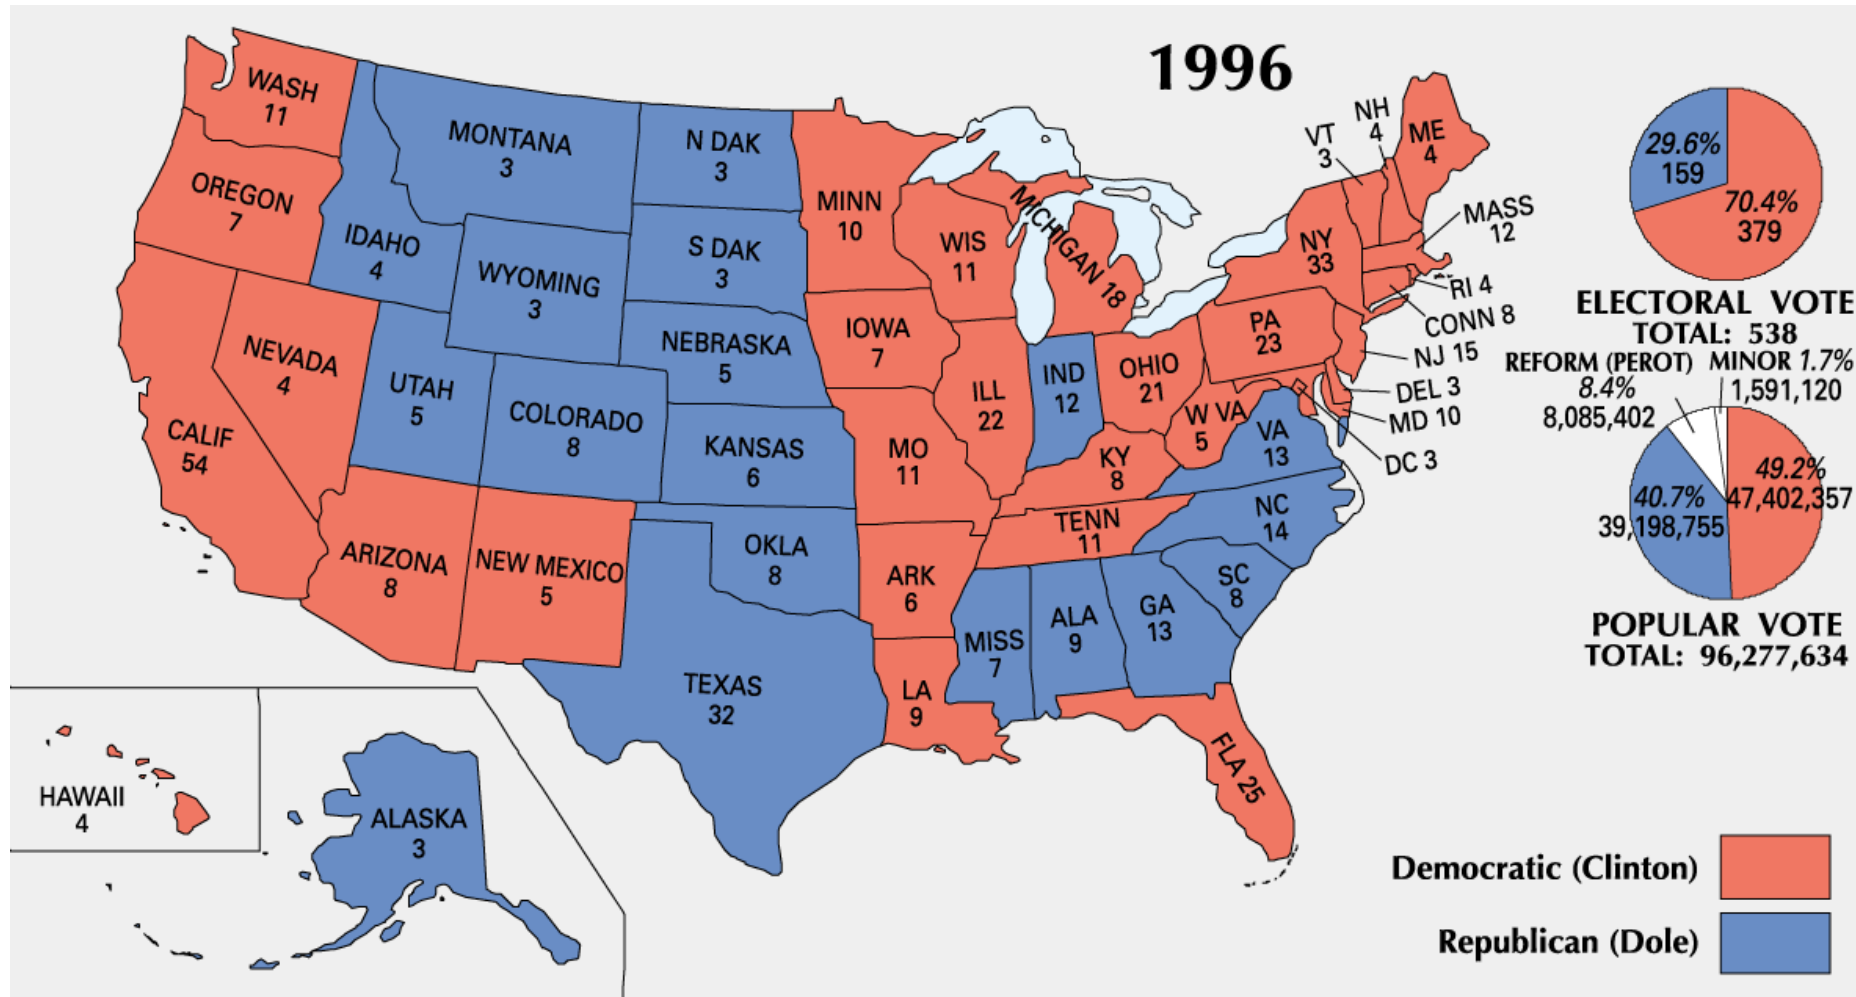 1996
WASH
11
OREGON
7
CALIF
54
NEVADA
4
IDAHO
4
MONTANA
3
WYOMING
3
UTAH
5
COLORADO
8
ARIZONA
8
NEW MEXICO
5
N DAK
3
S DAK
3
NEBRASKA
5
KANSAS
6
OKLA
8
TEXAS
32
MINN
10
IOWA
7
MO
11
ARK
6
LA
9
WIS
11
ILL
22
MICHIGAN 18
IND
12
OHIO
21
KY
8
TENN
11
MISS
7
ALA
9
GA
13
FLA 25
SC
8
NC
14
VA
13
W VA
5
PA
23
NY
33
VT
3
NH
4
ME
4
MASS
12
RI 4
CONN 8
NJ 15
DEL 3
MD 10
DC 3
HAWAII
4
ALASKA
3
29.6%
159
70.4%
379
ELECTORAL VOTE
TOTAL: 538
REFORM (PEROT)
8.4%
8,085,402
MINOR 1.7%
1,591,120
49.2%
47,402,357
40.7%
39,198,755
POPULAR VOTE
TOTAL: 96,277,634
Democratic (Clinton)
Republican (Dole)